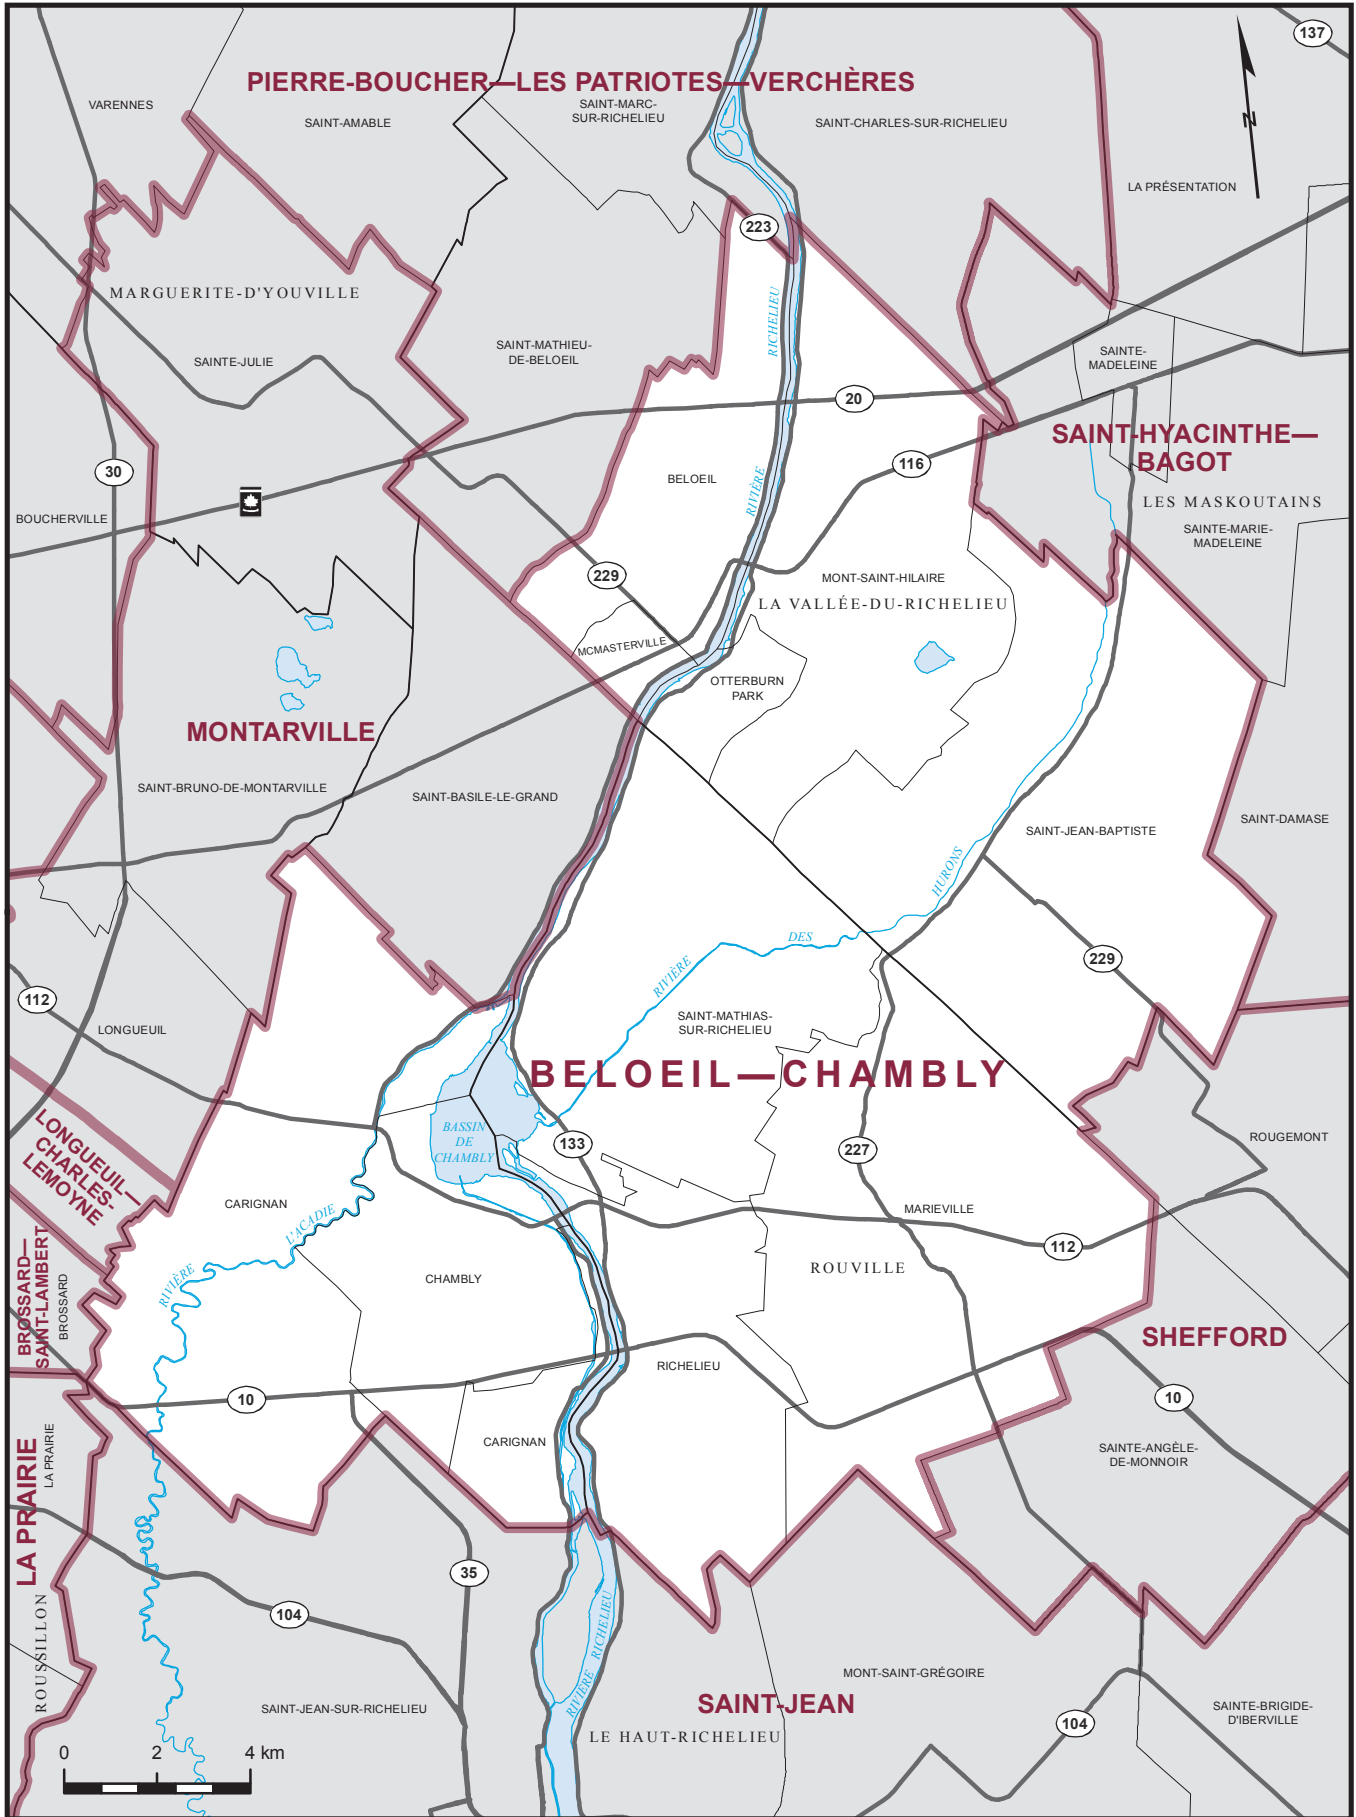 137
PIERRE-BOUCHER—LES PATRIOTES—VERCHÈRES
VARENNES
SAINT-AMABLE
SAINT-MARC-
SUR-RICHELIEU
SAINT-CHARLES-SUR-RICHELIEU
N
LA PRÉSENTATION
223
MARGUERITE-D'YOUVILLE
RICHELIEU
SAINTE-JULIE
SAINT-MATHIEU-
DE-BELOEIL
SAINTE-
MADELEINE
20
SAINT-HYACINTHE—
BAGOT
30
116
BELOEIL
RIVIÈRE
LES MASKOUTAINS
BOUCHERVILLE
SAINTE-MARIE-
MADELEINE
229
MONT-SAINT-HILAIRE
LA VALLÉE-DU-RICHELIEU
MCMASTERVILLE
OTTERBURN
PARK
MONTARVILLE
SAINT-BRUNO-DE-MONTARVILLE
SAINT-BASILE-LE-GRAND
SAINT-JEAN-BAPTISTE
SAINT-DAMASE
HURONS
DES
RIVIÈRE
229
112
LONGUEUIL
SAINT-MATHIAS-
SUR-RICHELIEU
BELOEIL—CHAMBLY
BASSIN
DE
CHAMBLY
133
227
ROUGEMONT
LONGUEUIL—
CHARLES-
LEMOYNE
CARIGNAN
L'ACADIE
RIVIÈRE
MARIEVILLE
112
ROUVILLE
CHAMBLY
BROSSARD—
SAINT-LAMBERT
BROSSARD
SHEFFORD
RICHELIEU
10
10
CARIGNAN
SAINTE-ANGÈLE-
DE-MONNOIR
LA PRAIRIE
LA PRAIRIE
35
104
ROUSSILLON
RIVIÈRE RICHELIEU
MONT-SAINT-GRÉGOIRE
SAINT-JEAN-SUR-RICHELIEU
SAINT-JEAN
LE HAUT-RICHELIEU
104
SAINTE-BRIGIDE-
D'IBERVILLE
0 2 4 km